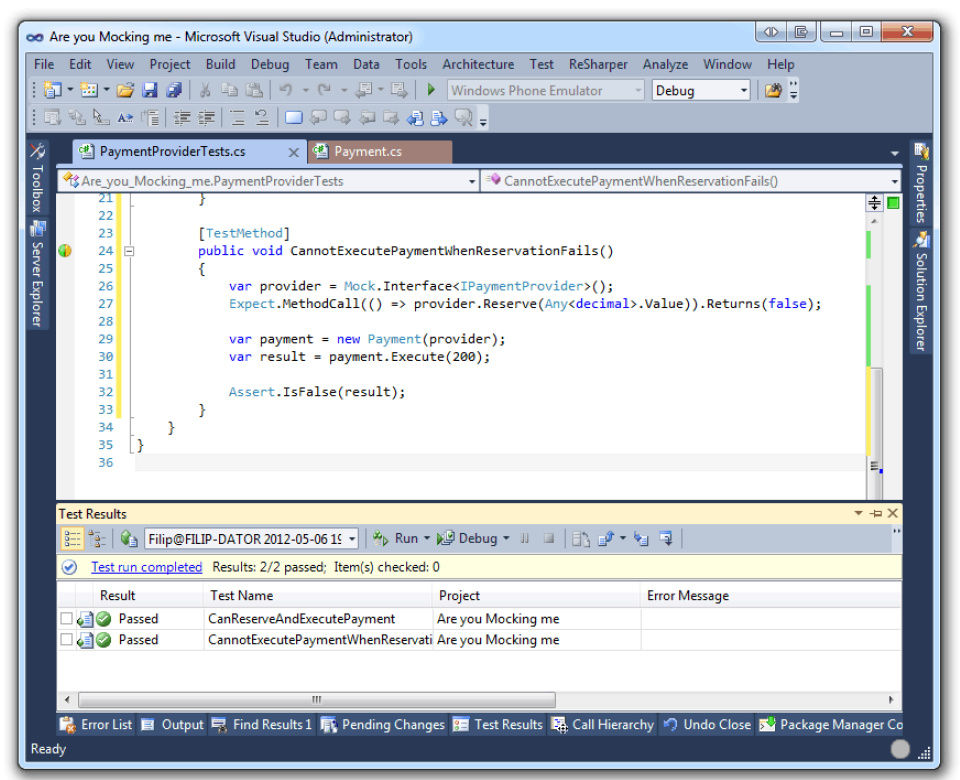 Are you Mocking me - Microsoft Visual Studio (Administrator)
File Edit View Project Build Debug Team Data Tools Architecture Test ReSharper Analyze Window Help
Windows Phone Emulator Debug
PaymentProviderTests.cs Payment.cs
Toolbox
Server Explorer
Properties
Solution Explorer
Are_you_Mocking_me.PaymentProviderTests CannotExecutePaymentWhenReservationFails()
21 }
22
23 [TestMethod]
24 public void CannotExecutePaymentWhenReservationFails()
25 {
26 var provider = Mock.Interface<IPaymentProvider>();
27 Expect.MethodCall(() => provider.Reserve(Any<decimal>.Value)).Returns(false);
28
29 var payment = new Payment(provider);
30 var result = payment.Execute(200);
31
32 Assert.IsFalse(result);
33 }
34 }
35 }
36
Test Results
Filip@FILIP-DATOR 2012-05-06 15 Run Debug
Test run completed Results: 2/2 passed; Item(s) checked: 0
Result Test Name Project Error Message
Passed CanReserveAndExecutePayment Are you Mocking me
Passed CannotExecutePaymentWhenReservati Are you Mocking me
Error List Output Find Results 1 Pending Changes Test Results Call Hierarchy Undo Close Package Manager Co
Ready